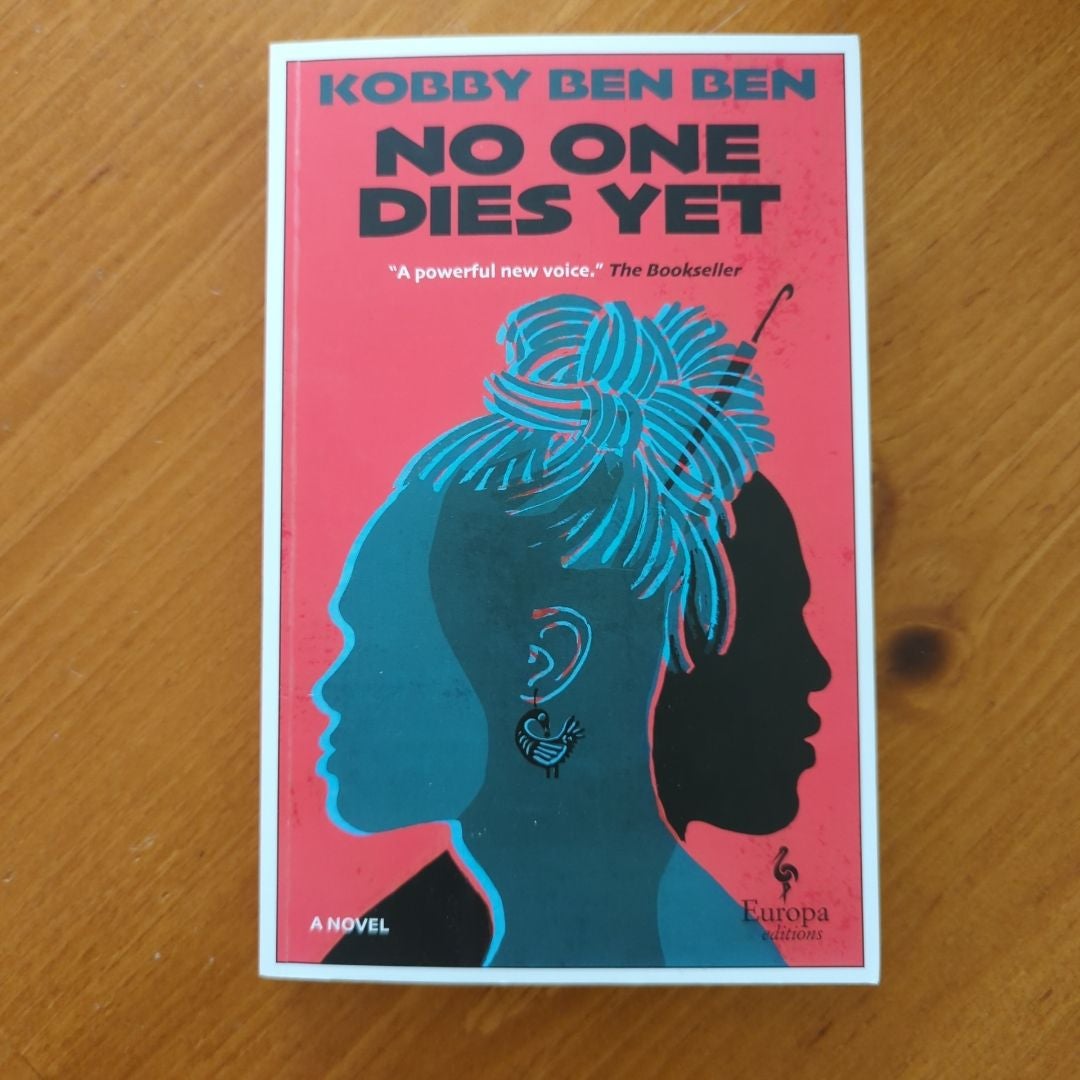 KOBBY BEN BEN
NO ONE
DIES YET
“A powerful new voice.” The Bookseller
A NOVEL
Europa
editions